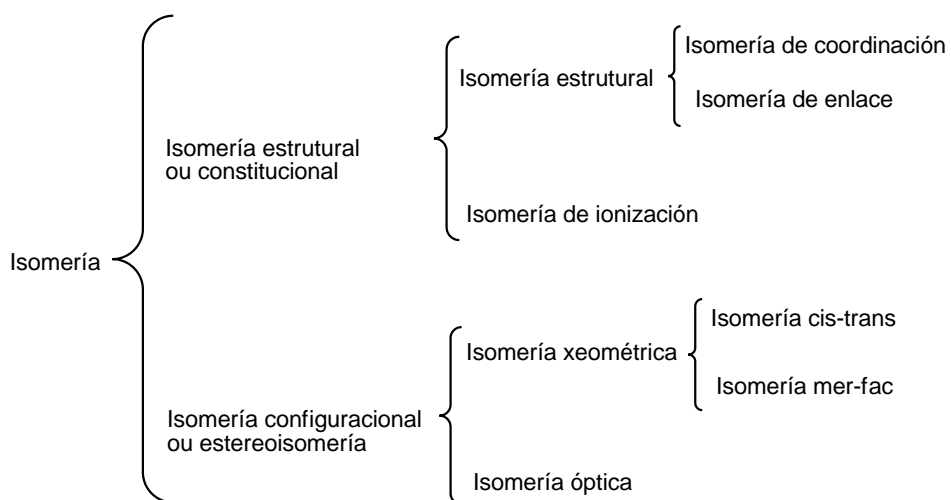 Isomería
Isomería estrutural
ou constitucional
Isomería estrutural
Isomería de coordinación
Isomería de enlace
Isomería de ionización
Isomería configuracional
ou estereoisomería
Isomería xeométrica
Isomería cis-trans
Isomería mer-fac
Isomería óptica